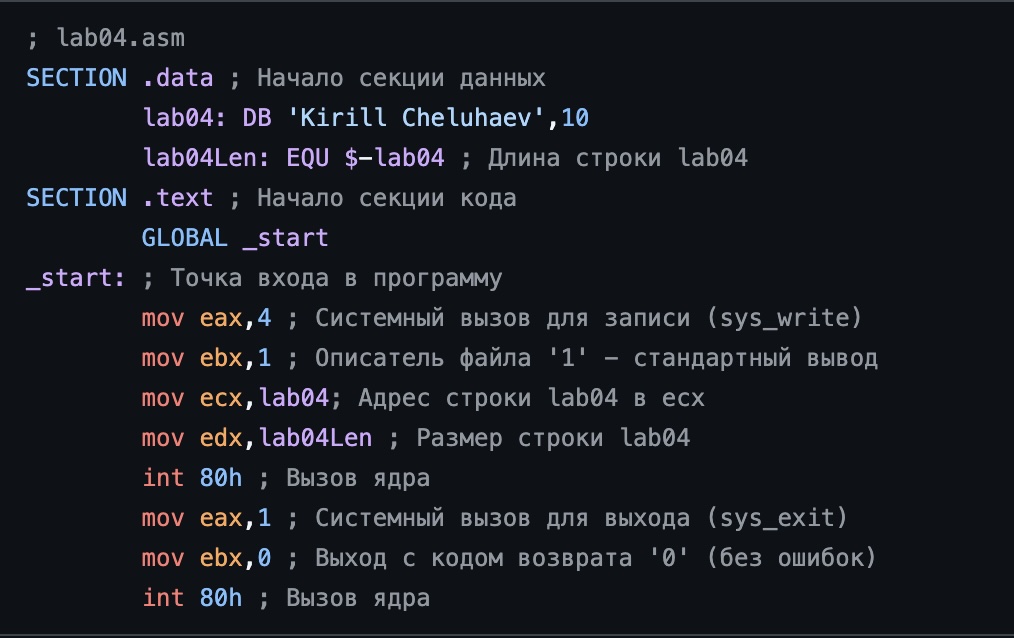 ; lab04.asm
SECTION .data ; Начало секции данных
lab04: DB 'Kirill Cheluhaev',10
lab04Len: EQU $-lab04 ; Длина строки lab04
SECTION .text ; Начало секции кода
GLOBAL _start
_start: ; Точка входа в программу
mov eax,4 ; Системный вызов для записи (sys_write)
mov ebx,1 ; Описатель файла '1' - стандартный вывод
mov ecx,lab04; Адрес строки lab04 в ecx
mov edx,lab04Len ; Размер строки lab04
int 80h ; Вызов ядра
mov eax,1 ; Системный вызов для выхода (sys_exit)
mov ebx,0 ; Выход с кодом возврата '0' (без ошибок)
int 80h ; Вызов ядра